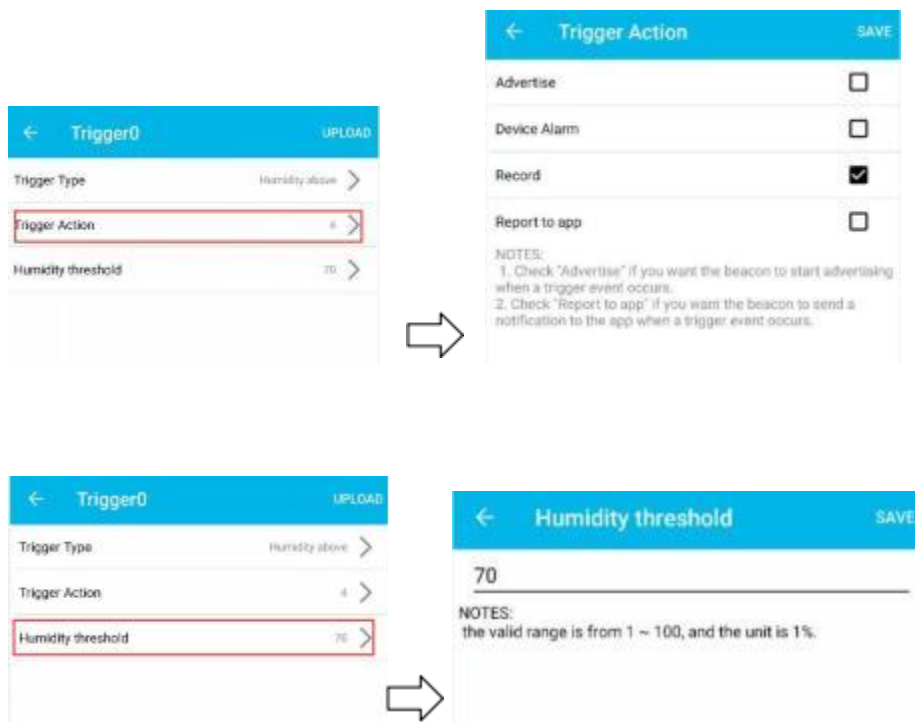 Trigger0 UPLOAD
Trigger Type Humidity above
Trigger Action 4
Humidity threshold 70
Trigger Action SAVE
Advertise
Device Alarm
Record
Report to app
NOTES:
1. Check "Advertise" if you want the beacon to start advertising
when a trigger event occurs.
2. Check "Report to app" if you want the beacon to send a
notification to the app when a trigger event occurs.
Trigger0 UPLOAD
Trigger Type Humidity above
Trigger Action 4
Humidity threshold 70
Humidity threshold SAVE
70
NOTES:
the valid range is from 1 ~ 100, and the unit is 1%.